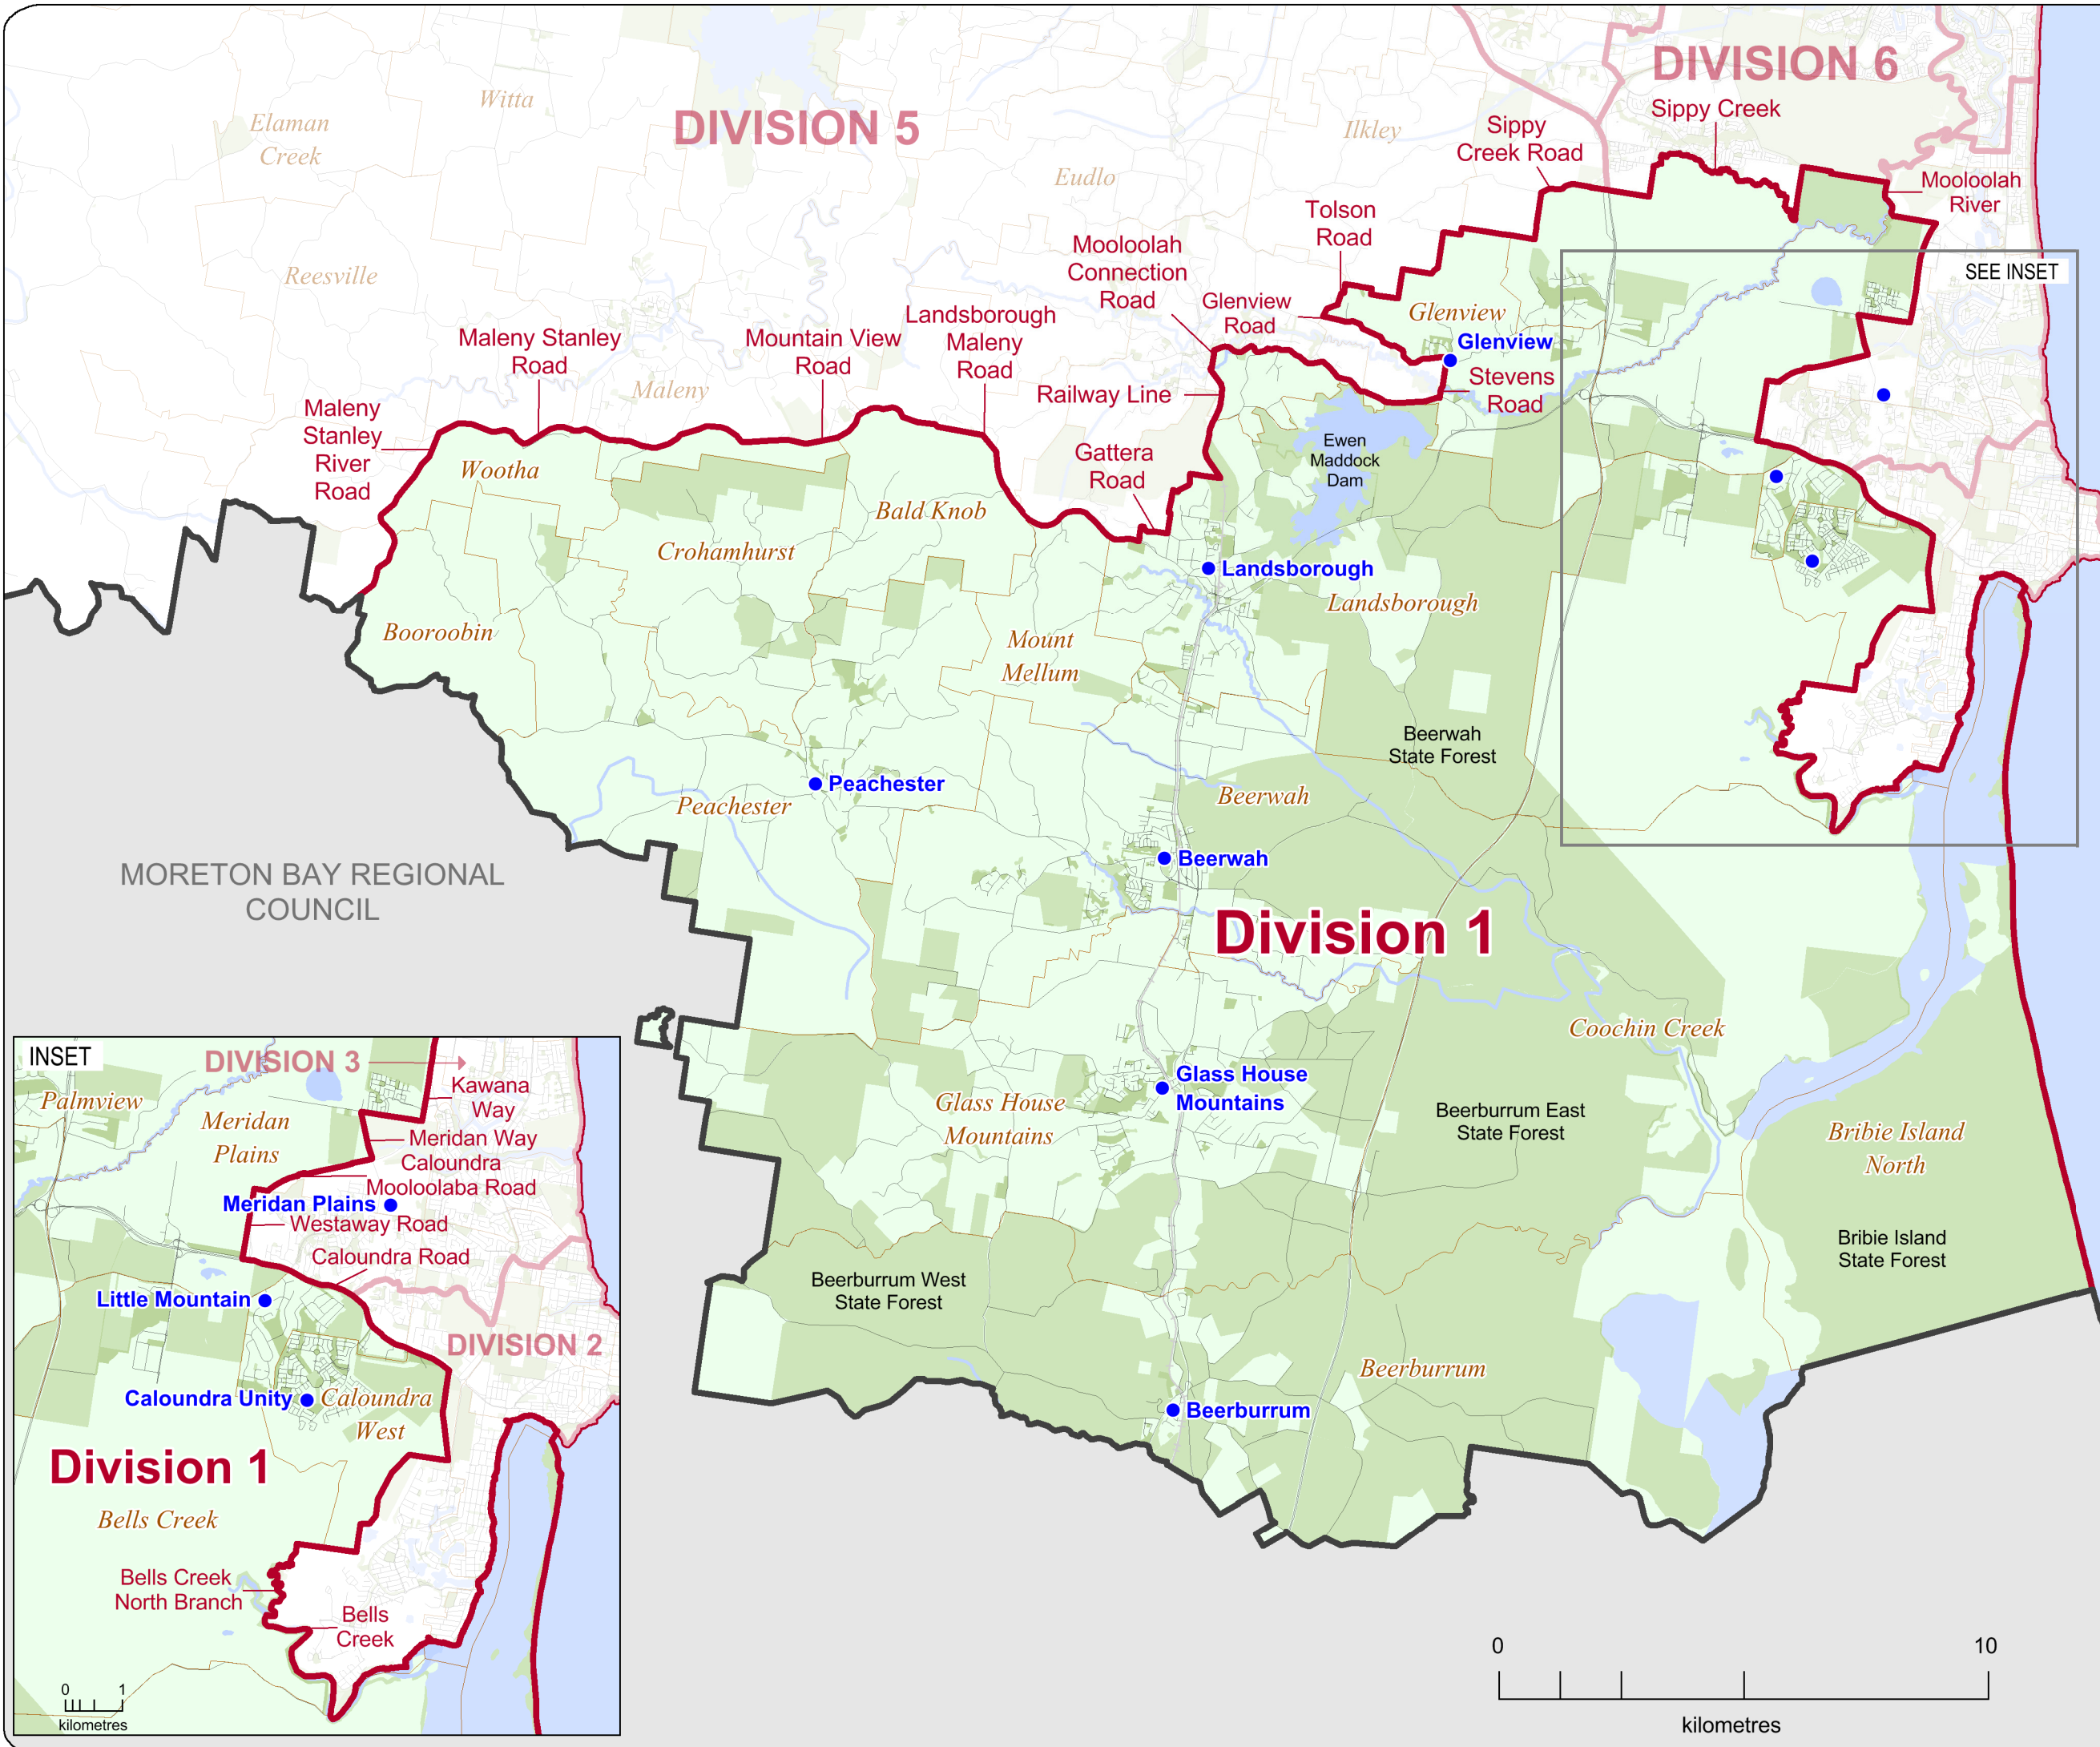 DIVISION 6
Sippy Creek
Witta
Elaman
Creek
DIVISION 5
Ilkley
Sippy
Creek Road
Eudlo
Mooloolah
River
Tolson
Road
Reesville
Mooloolah
Connection
Road
SEE INSET
Glenview
Road
Glenview
Landsborough
Maleny
Road
Maleny Stanley
Road
Mountain View
Road
Glenview
Maleny
Railway Line
Stevens
Road
Maleny
Stanley
River
Road
Ewen
Maddock
Dam
Gattera
Road
Wootha
Bald Knob
Crohamhurst
Landsborough
Landsborough
Booroobin
Mount
Mellum
Beerwah
State Forest
Peachester
Peachester
Beerwah
Beerwah
MORETON BAY REGIONAL
COUNCIL
Division 1
Coochin Creek
Glass House
Mountains
Glass House
Mountains
Beerburrum East
State Forest
Bribie Island
North
Bribie Island
State Forest
Beerburrum West
State Forest
Beerburrum
Beerburrum
INSET
DIVISION 3
Kawana
Way
Palmview
Meridan
Plains
Meridan Way
Caloundra
Mooloolaba Road
Meridan Plains
Westaway Road
Caloundra Road
Little Mountain
DIVISION 2
Caloundra Unity
Caloundra
West
Division 1
Bells Creek
Bells Creek
North Branch
Bells
Creek
0 1
kilometres
0 10
kilometres